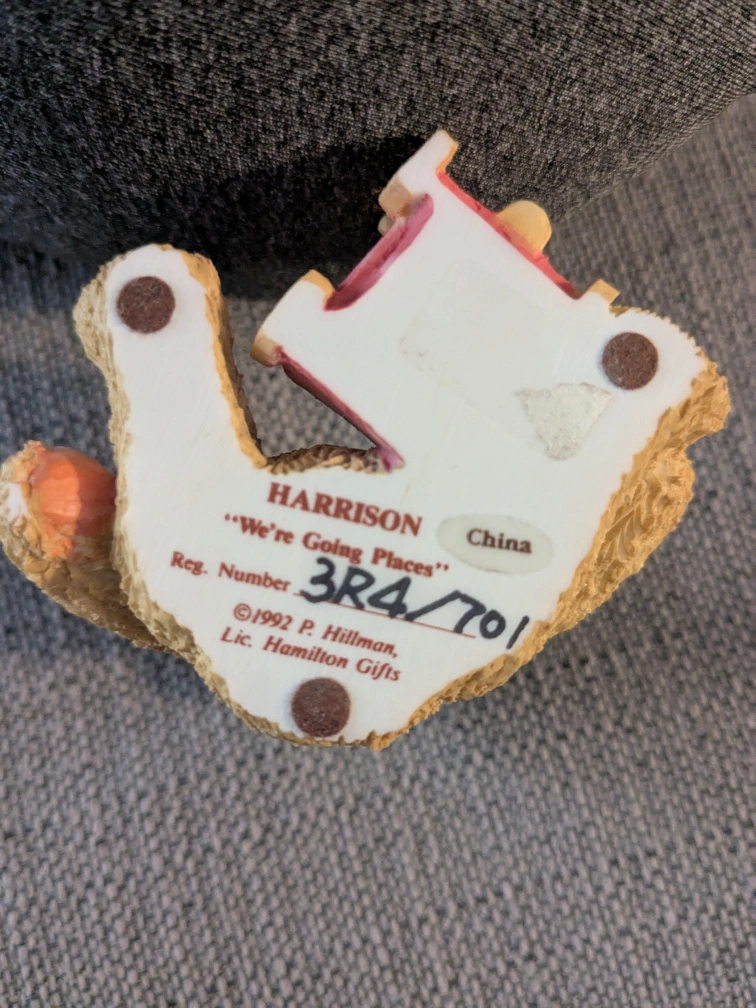 HARRISON
"We're Going Places"
China
Reg. Number 3R4/701
©1992 P. Hillman,
Lic. Hamilton Gifts